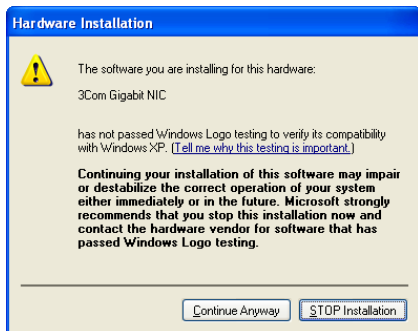 Hardware Installation
The software you are installing for this hardware:
3Com Gigabit NIC
has not passed Windows Logo testing to verify its compatibility
with Windows XP. (Tell me why this testing is important.)
Continuing your installation of this software may impair
or destabilize the correct operation of your system
either immediately or in the future. Microsoft strongly
recommends that you stop this installation now and
contact the hardware vendor for software that has
passed Windows Logo testing.
Continue Anyway
STOP Installation